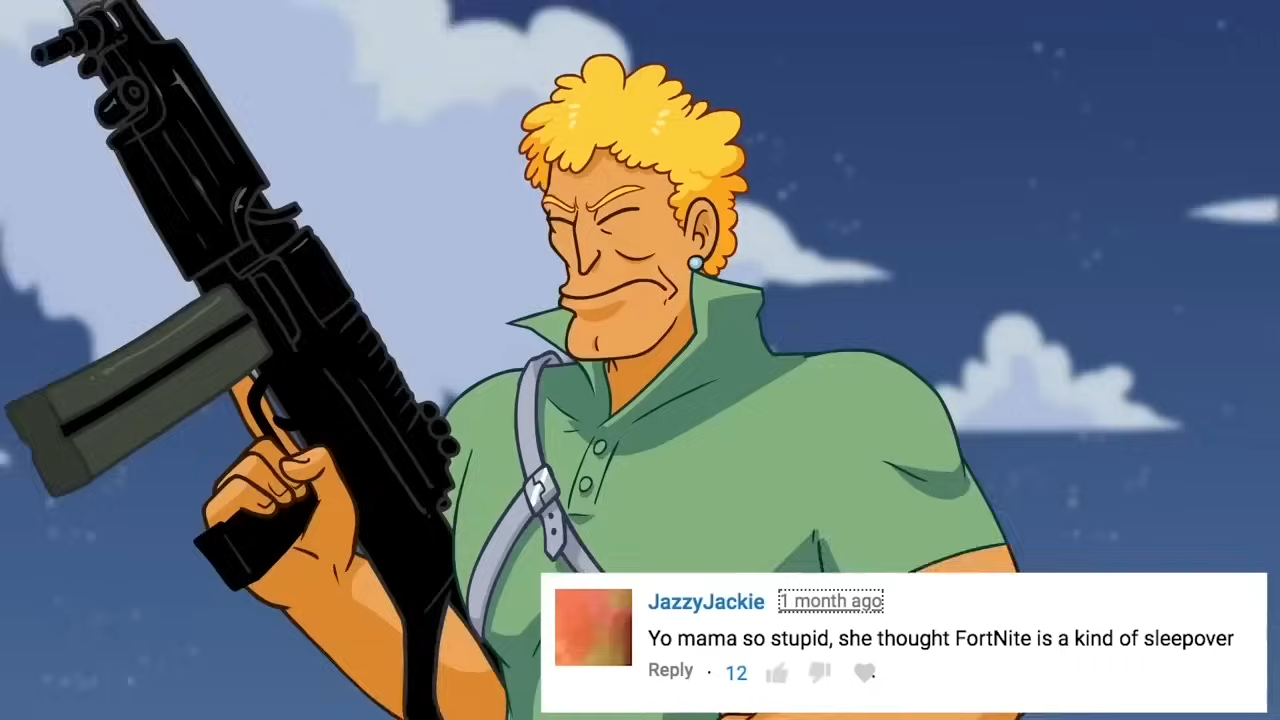 JazzyJackie 1 month ago
Yo mama so stupid, she thought FortNite is a kind of sleepover
Reply · 12